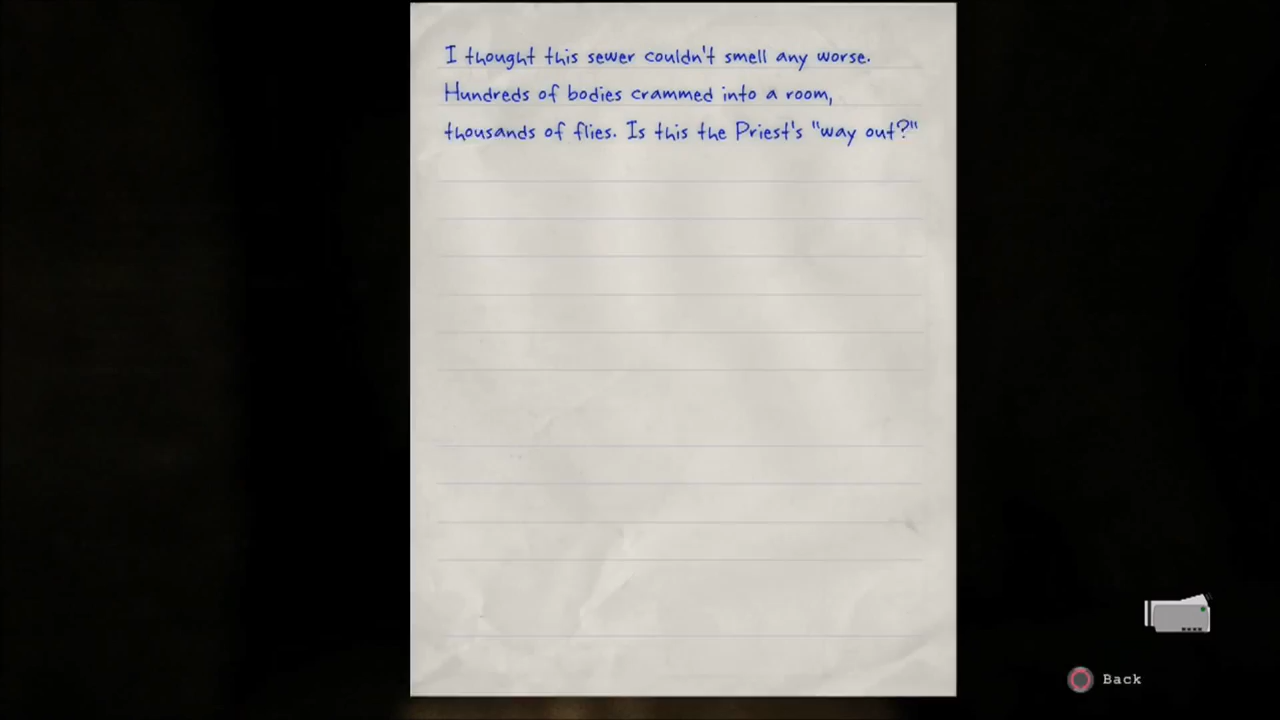 I thought this sewer couldn't smell any worse.
Hundreds of bodies crammed into a room,
thousands of flies. Is this the Priest's "way out?"
Back